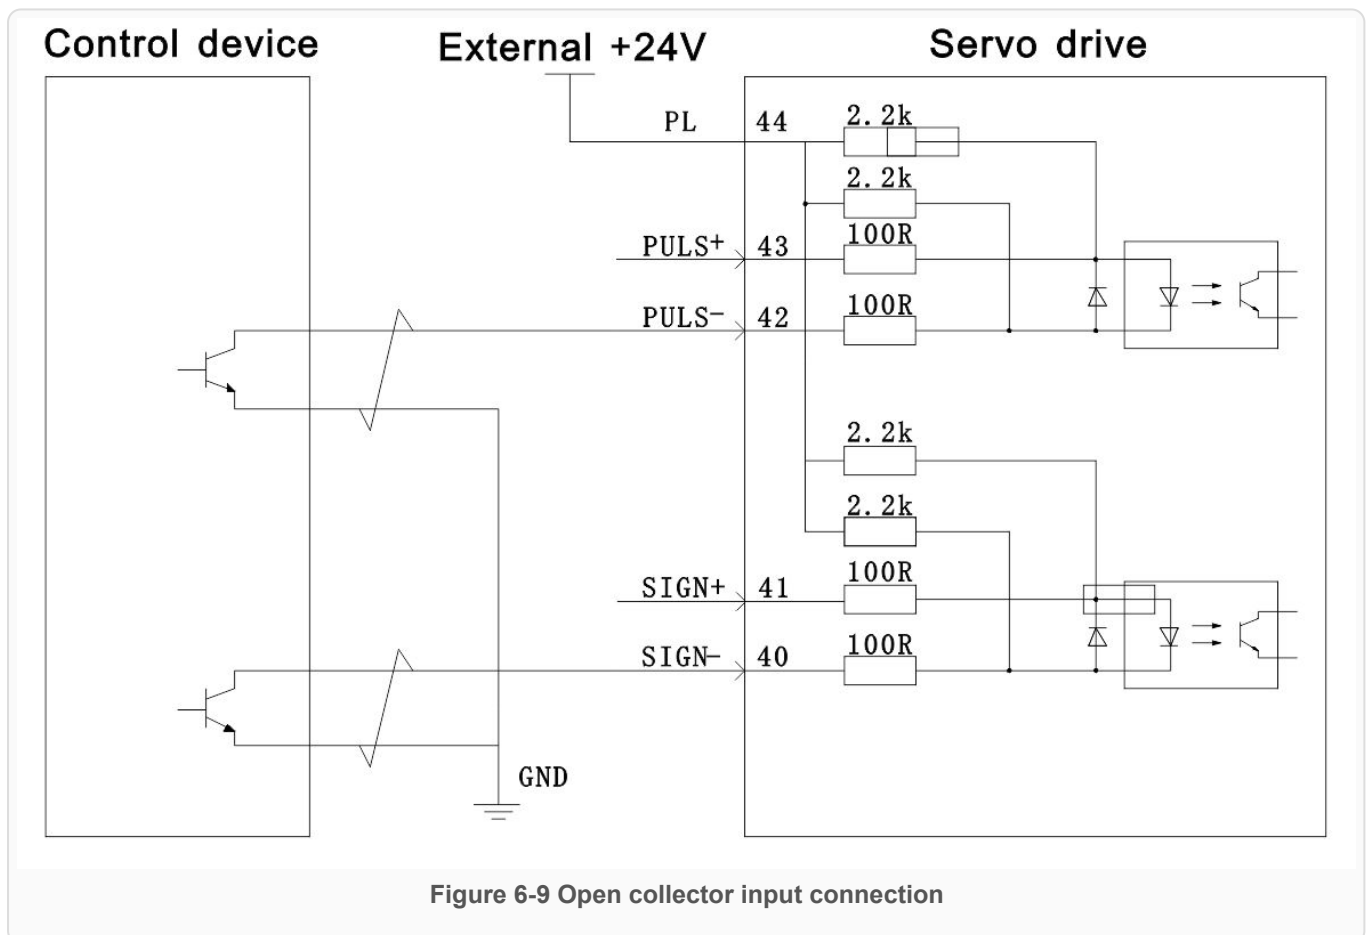 Control device
External +24V
Servo drive
PL 44 2.2k
2.2k
PULS+ 43 100R
PULS- 42 100R
2.2k
2.2k
SIGN+ 41 100R
SIGN- 40 100R
GND
Figure 6-9 Open collector input connection